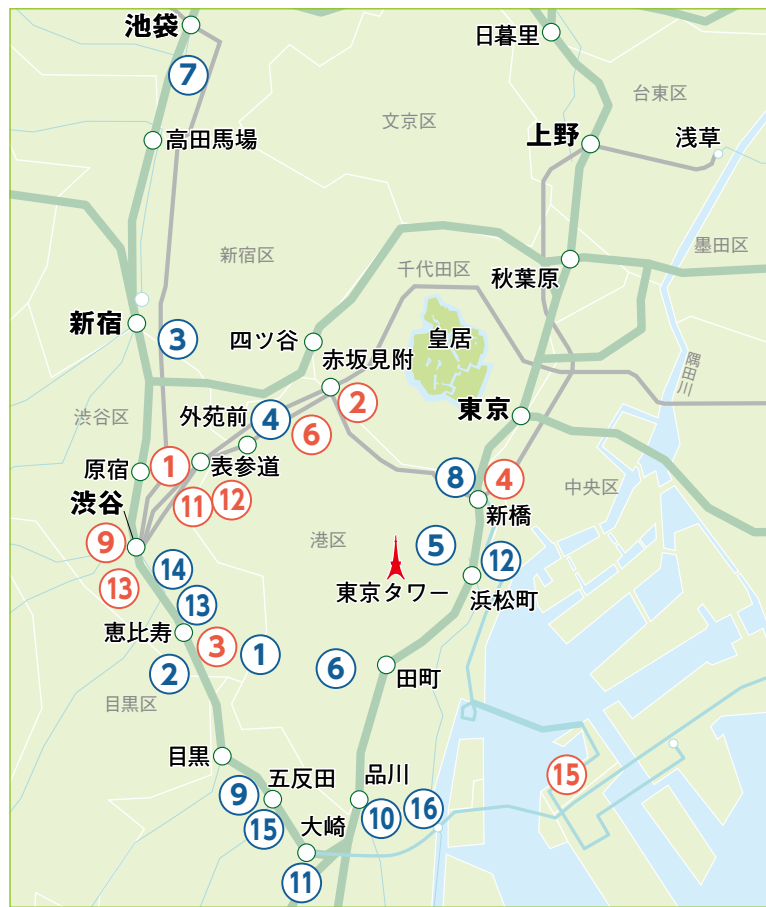 池袋
日暮里
⑦
台東区
文京区
高田馬場
上野
浅草
墨田区
新宿区
千代田区
秋葉原
新宿
③
四ツ谷
皇居
赤坂見附
隅田川
②
渋谷区
外苑前
④
⑥
東京
原宿
①
表参道
⑧
④
中央区
⑪
⑫
渋谷
新橋
⑨
港区
⑤
⑭
⑫
⑬
東京タワー
浜松町
⑬
恵比寿
③
①
②
⑥
田町
目黒区
目黒
五反田
品川
⑮
⑨
⑮
大崎
⑩
⑯
⑪